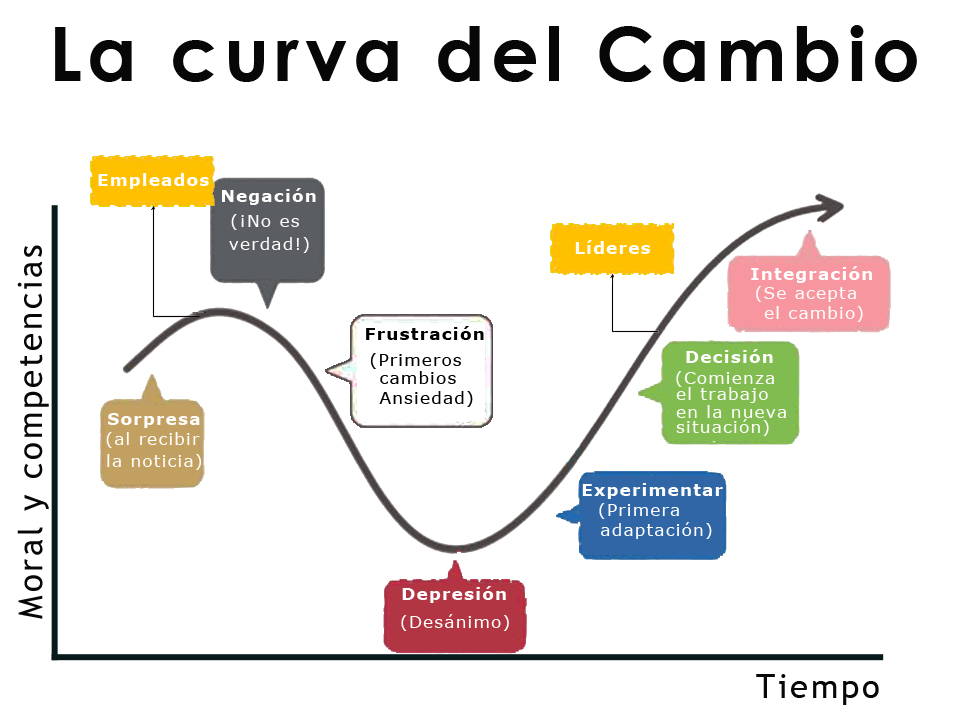 La curva del Cambio
Empleados
Negación
(¡No es
verdad!)
Líderes
Integración
(Se acepta
el cambio)
Frustración
(Primeros
cambios
Ansiedad)
Decisión
(Comienza
el trabajo
en la nueva
situación)
Sorpresa
(al recibir
la noticia)
Experimentar
(Primera
adaptación)
Depresión
(Desánimo)
Moral y competencias
Tiempo